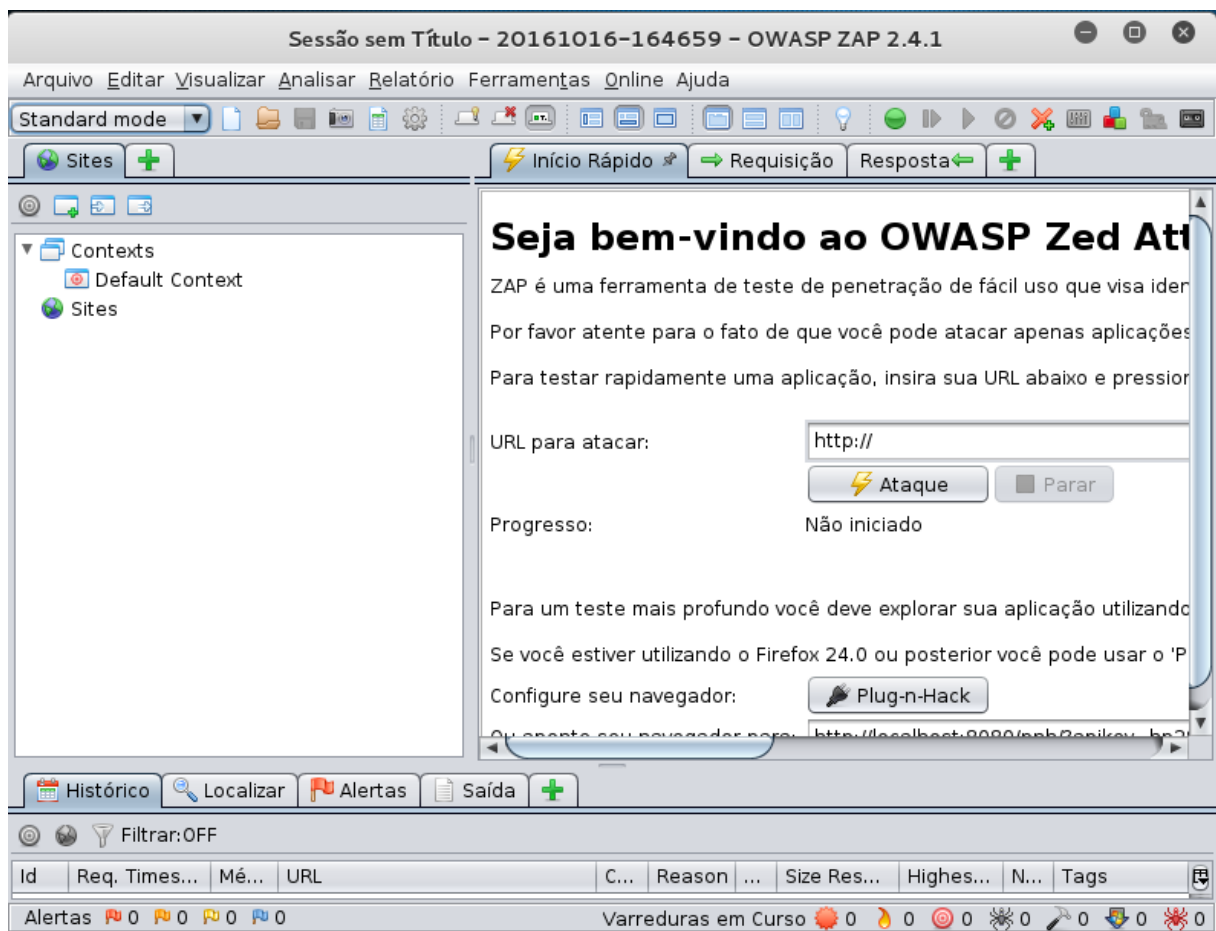 Sessão sem Título – 20161016-164659 – OWASP ZAP 2.4.1
Arquivo Editar Visualizar Analisar Relatório Ferramentas Online Ajuda
Standard mode
Sites
Início Rápido
Requisição
Resposta
Contexts
Default Context
Sites
Seja bem-vindo ao OWASP Zed Att
ZAP é uma ferramenta de teste de penetração de fácil uso que visa iden
Por favor atente para o fato de que você pode atacar apenas aplicações
Para testar rapidamente uma aplicação, insira sua URL abaixo e pression
URL para atacar: http://
Ataque Parar
Progresso: Não iniciado
Para um teste mais profundo você deve explorar sua aplicação utilizando
Se você estiver utilizando o Firefox 24.0 ou posterior você pode usar o 'P
Configure seu navegador: Plug-n-Hack
Ou aponte seu navegador para:
Histórico Localizar Alertas Saída
Filtrar:OFF
Id Req. Times... Mé... URL C... Reason ... Size Res... Highes... N... Tags
Alertas 0 0 0 0 Varreduras em Curso 0 0 0 0 0 0 0